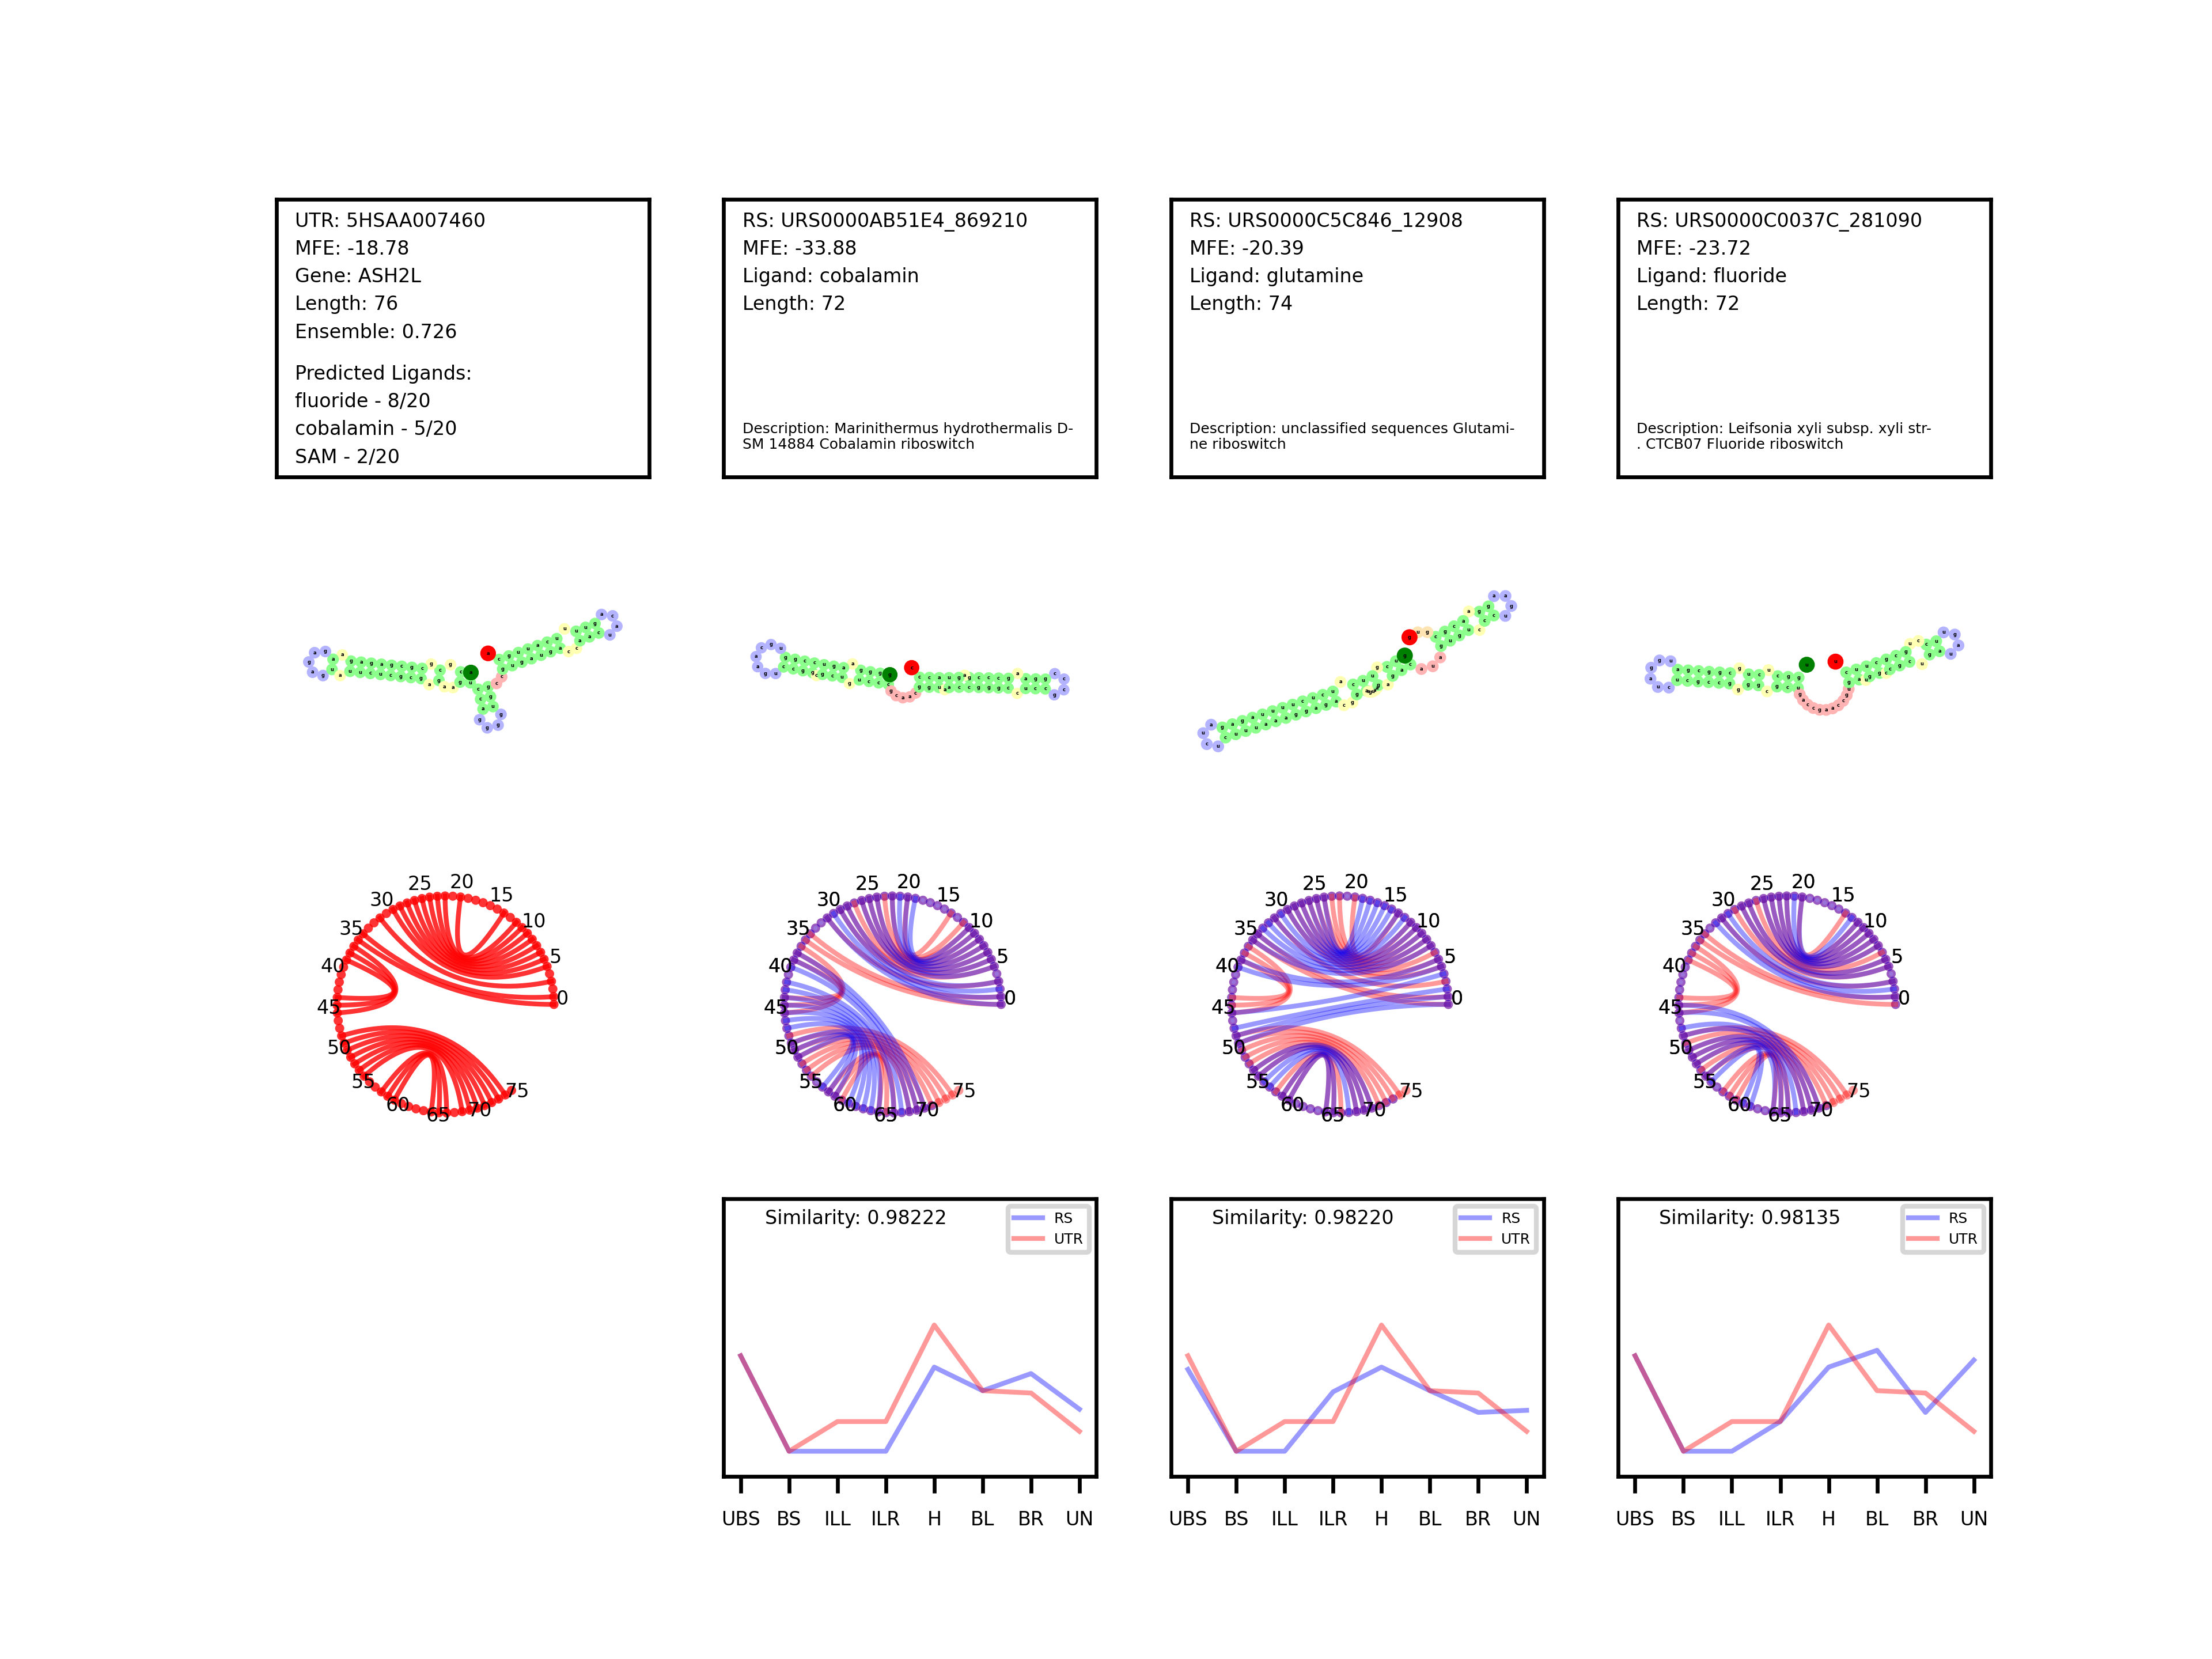 UTR: 5HSAA007460
MFE: -18.78
Gene: ASH2L
Length: 76
Ensemble: 0.726
Predicted Ligands:
fluoride - 8/20
cobalamin - 5/20
SAM - 2/20
RS: URS0000AB51E4_869210
MFE: -33.88
Ligand: cobalamin
Length: 72
Description: Marinithermus hydrothermalis D-
SM 14884 Cobalamin riboswitch
RS: URS0000C5C846_12908
MFE: -20.39
Ligand: glutamine
Length: 74
Description: unclassified sequences Glutami-
ne riboswitch
RS: URS0000C0037C_281090
MFE: -23.72
Ligand: fluoride
Length: 72
Description: Leifsonia xyli subsp. xyli str-
. CTCB07 Fluoride riboswitch
0 5 10 15 20 25 30 35 40 45 50 55 60 65 70 75
0 5 10 15 20 25 30 35 40 45 50 55 60 65 70 75
0 5 10 15 20 25 30 35 40 45 50 55 60 65 70 75
0 5 10 15 20 25 30 35 40 45 50 55 60 65 70 75
Similarity: 0.98222
RS
UTR
UBS BS ILL ILR H BL BR UN
Similarity: 0.98220
RS
UTR
UBS BS ILL ILR H BL BR UN
Similarity: 0.98135
RS
UTR
UBS BS ILL ILR H BL BR UN